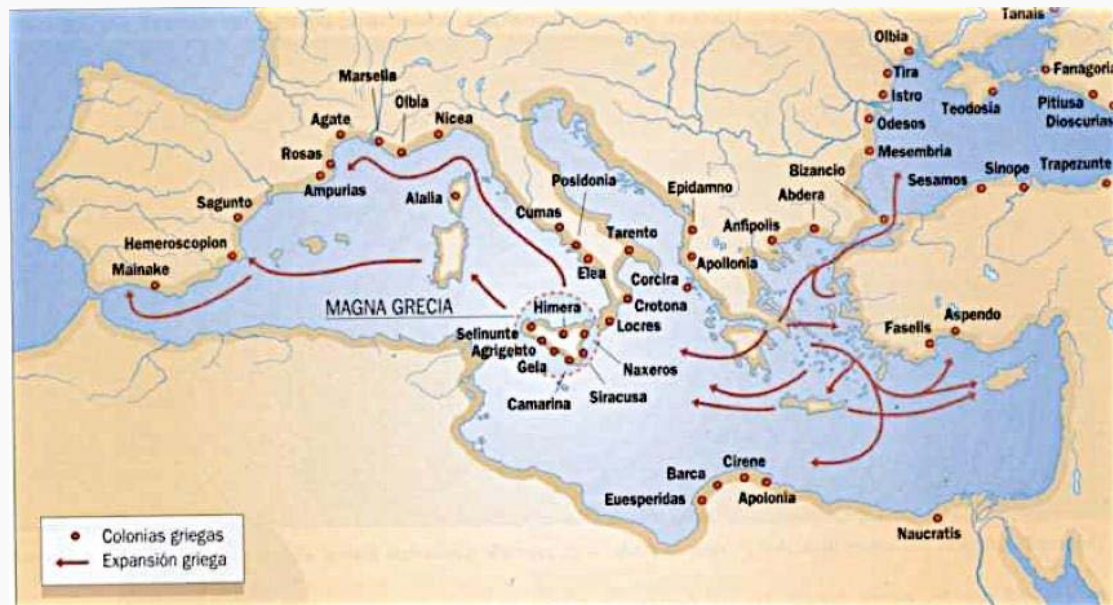 Tanais
Olbia
Marsella
Tira
Fanagoria
Olbia
Istro
Teodosia
Pitiusa
Dioscurias
Agate
Nicea
Odesos
Rosas
Mesembria
Ampurias
Posidonia
Bizancio
Sesamos
Sinope
Trapezunte
Alalia
Epidamno
Abdera
Sagunto
Cumas
Tarento
Anfipolis
Hemeroscopion
Elea
Apollonia
Mainake
Corcira
MAGNA GRECIA
Himera
Crotona
Aspendo
Selinunte
Locres
Faselis
Agrigento
Gela
Naxeros
Camarina
Siracusa
Barca
Cirene
Euesperidas
Apolonia
Naucratis
Colonias griegas
Expansión griega